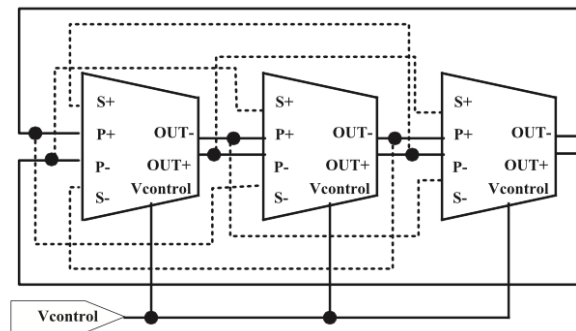 S+
P+
P-
S-
OUT-
OUT+
Vcontrol
S+
P+
P-
S-
OUT-
OUT+
Vcontrol
S+
P+
P-
S-
OUT-
OUT+
Vcontrol
Vcontrol